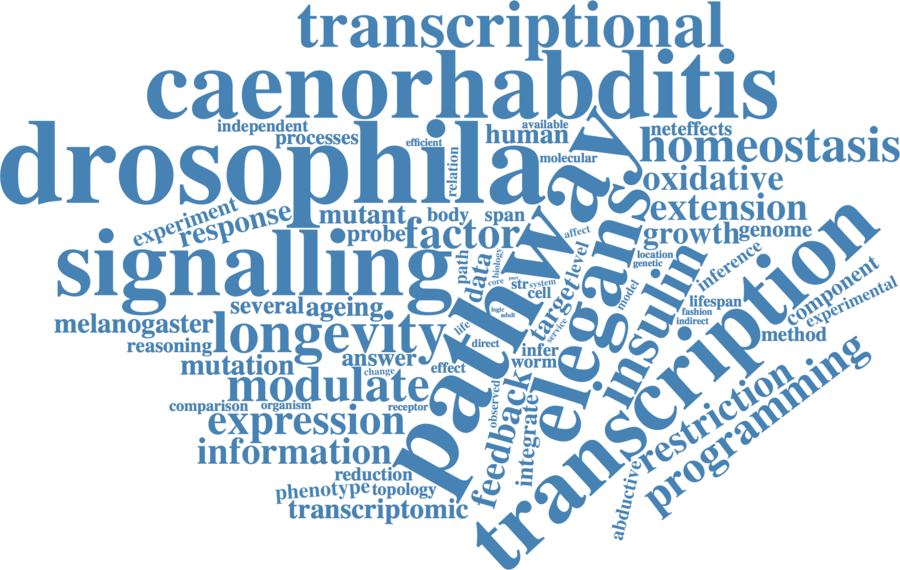 transcriptional
caenorhabditis
independent
available
processes
efficient
human
neteffects
drosophila
relation
molecular
homeostasis
pathway
oxidative
experiment
response
mutant
body
span
elegans
extension
probe
factor
affect
growth
genome
transcription
signalling
path
data
biology
core
str
system
cell
target
level
location
genetic
model
inference
insulin
several
ageing
logic
adult
service
lifespan
fashion
indirect
component
experimental
melanogaster
longevity
life
direct
method
reasoning
answer
infer
worm
mutation
change
effect
modulate
feedback
observed
integrate
comparison
organism
receptor
expression
restriction
programming
information
reduction
phenotype
topology
transcriptomic
abductive